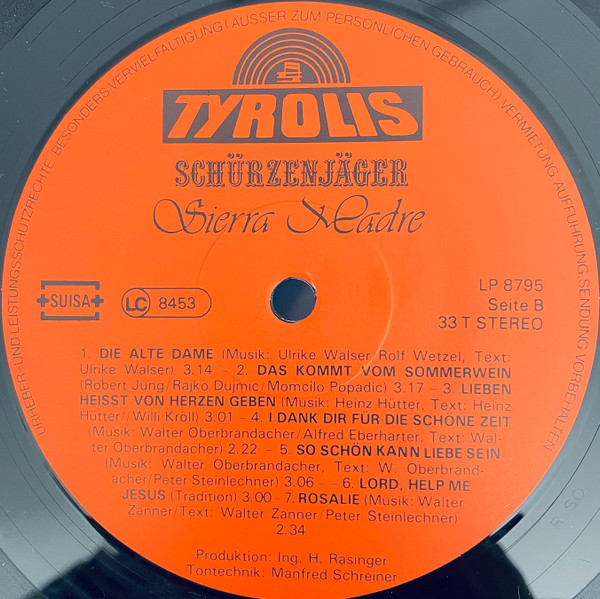 URHEBER- UND LEISTUNGSSCHUTZRECHTE, BESONDERS VERVIELFÄLTIGUNG (AUSSER ZUM PERSÖNLICHEN GEBRAUCH), VERMIETUNG AUFFÜHRUNG, SENDUNG VORBEHALTEN
TYROLIS
SCHÜRZENJÄGER
Sierra Madre
SUISA
LC 8453
LP 8795
Seite B
33 T STEREO
1. DIE ALTE DAME (Musik: Ulrike Walser Rolf Wetzel, Text:
Ulrike Walser) 3.14 – 2. DAS KOMMT VOM SOMMERWEIN
(Robert Jung/Rajko Dujmic/Momcilo Popadic) 3.17 – 3. LIEBEN
HEISST VON HERZEN GEBEN (Musik: Heinz Hütter, Text: Heinz
Hütter//Willi Kröll) 3.01 – 4. I DANK DIR FÜR DIE SCHÖNE ZEIT
(Musik: Walter Oberbrandacher/Alfred Eberharter, Text: Wal-
ter Oberbrandacher) 2.22 – 5. SO SCHÖN KANN LIEBE SEIN
(Musik: Walter Oberbrandacher, Text: W. Oberbrand-
acher/Peter Steinlechner) 3.06 – – 6. LORD, HELP ME
JESUS (Tradition) 3.00 – 7. ROSALIE (Musik: Walter
Zanner/Text: Walter Zanner/Peter Steinlechner)
2.34
Produktion: Ing. H. Rasinger
Tontechnik: Manfred Schreiner
R SO